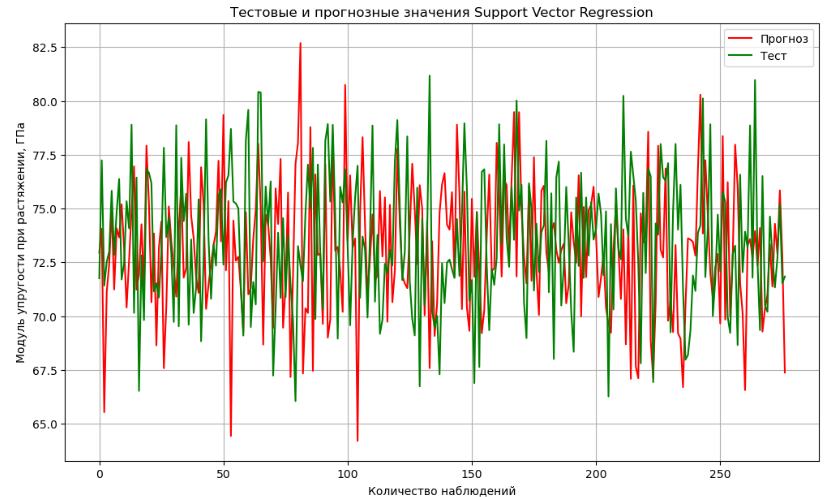 Тестовые и прогнозные значения Support Vector Regression
Прогноз
Тест
Модуль упругости при растяжении, ГПа
82.5
80.0
77.5
75.0
72.5
70.0
67.5
65.0
0 50 100 150 200 250
Количество наблюдений